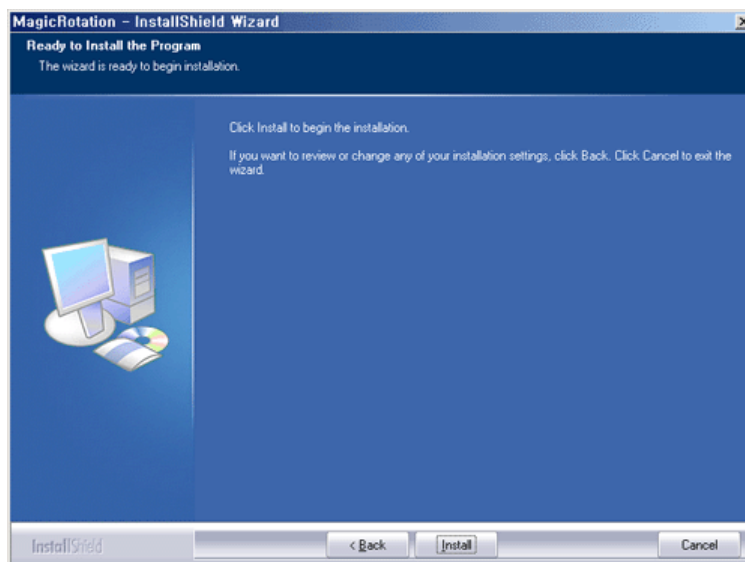 MagicRotation - InstallShield Wizard
Ready to Install the Program
The wizard is ready to begin installation.
Click Install to begin the installation.
If you want to review or change any of your installation settings, click Back. Click Cancel to exit the
wizard.
InstallShield
< Back
Install
Cancel